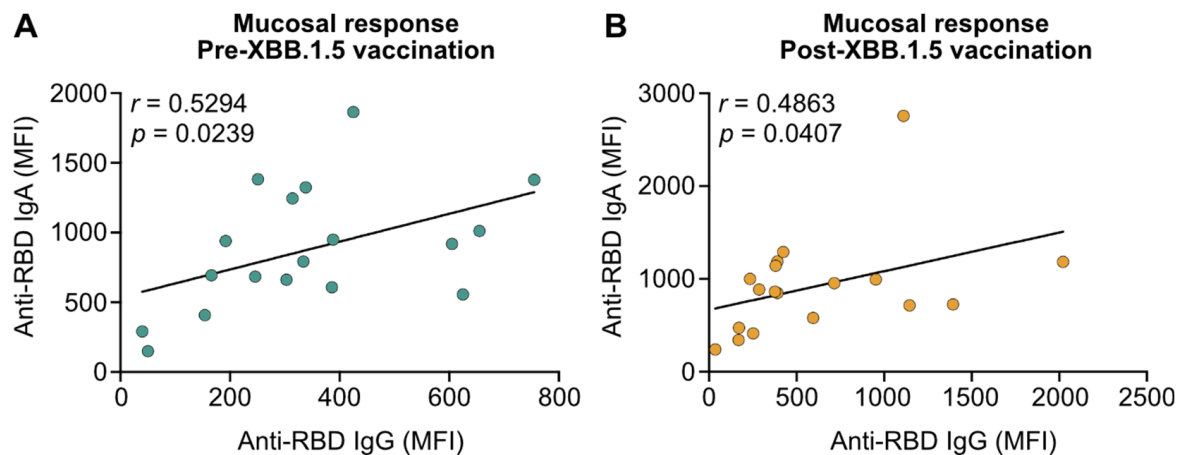 A
Mucosal response
Pre-XBB.1.5 vaccination
r = 0.5294
p = 0.0239
Anti-RBD IgA (MFI)
2000
1500
1000
500
0
0 200 400 600 800
Anti-RBD IgG (MFI)
B
Mucosal response
Post-XBB.1.5 vaccination
r = 0.4863
p = 0.0407
Anti-RBD IgA (MFI)
3000
2000
1000
0
0 500 1000 1500 2000 2500
Anti-RBD IgG (MFI)